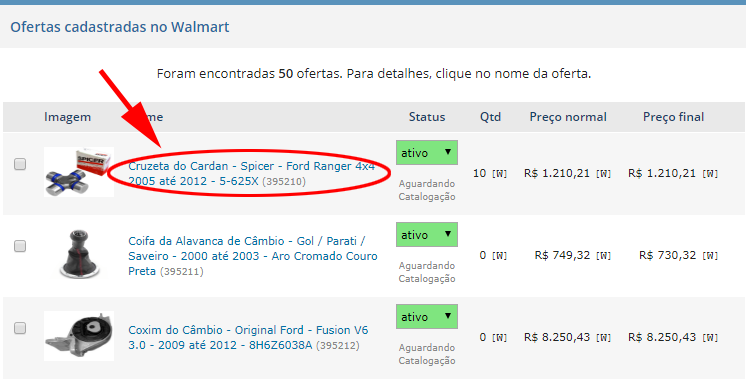 Ofertas cadastradas no Walmart
Foram encontradas 50 ofertas. Para detalhes, clique no nome da oferta.
Imagem me Status Qtd Preço normal Preço final
SPICER
Cruzeta do Cardan - Spicer - Ford Ranger 4x4
2005 até 2012 - 5-625X (395210)
ativo
Aguardando
Catalogação
10 [W] R$ 1.210,21 [W] R$ 1.210,21 [W]
Coifa da Alavanca de Câmbio - Gol / Parati /
Saveiro - 2000 até 2003 - Aro Cromado Couro
Preta (395211)
ativo
Aguardando
Catalogação
0 [W] R$ 749,32 [W] R$ 730,32 [W]
Coxim do Câmbio - Original Ford - Fusion V6
3.0 - 2009 até 2012 - 8H6Z6038A (395212)
ativo
Aguardando
Catalogação
0 [W] R$ 8.250,43 [W] R$ 8.250,43 [W]